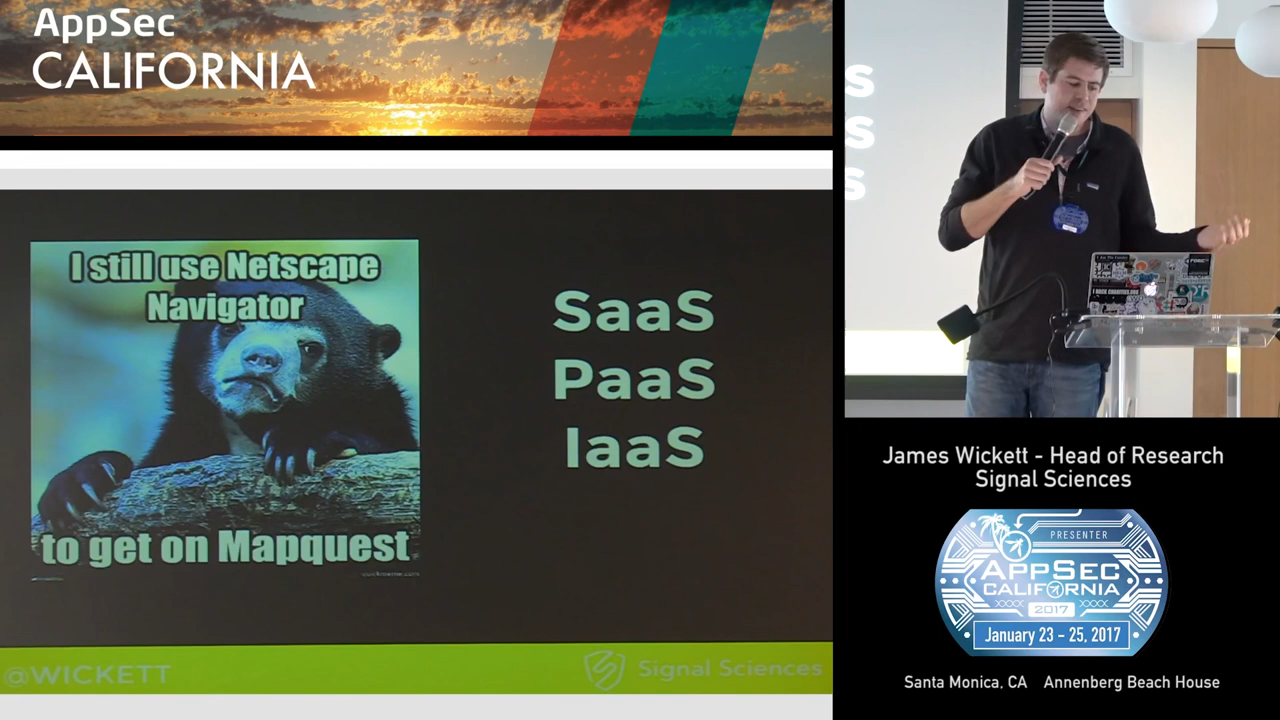 AppSec
CALIFORNIA
I still use Netscape
Navigator
to get on Mapquest
SaaS
PaaS
IaaS
@WICKETT
Signal Sciences
S
S
S
James Wickett - Head of Research
Signal Sciences
PRESENTER
APPSEC
CALIFORNIA
2017
January 23 - 25, 2017
Santa Monica, CA Annenberg Beach House